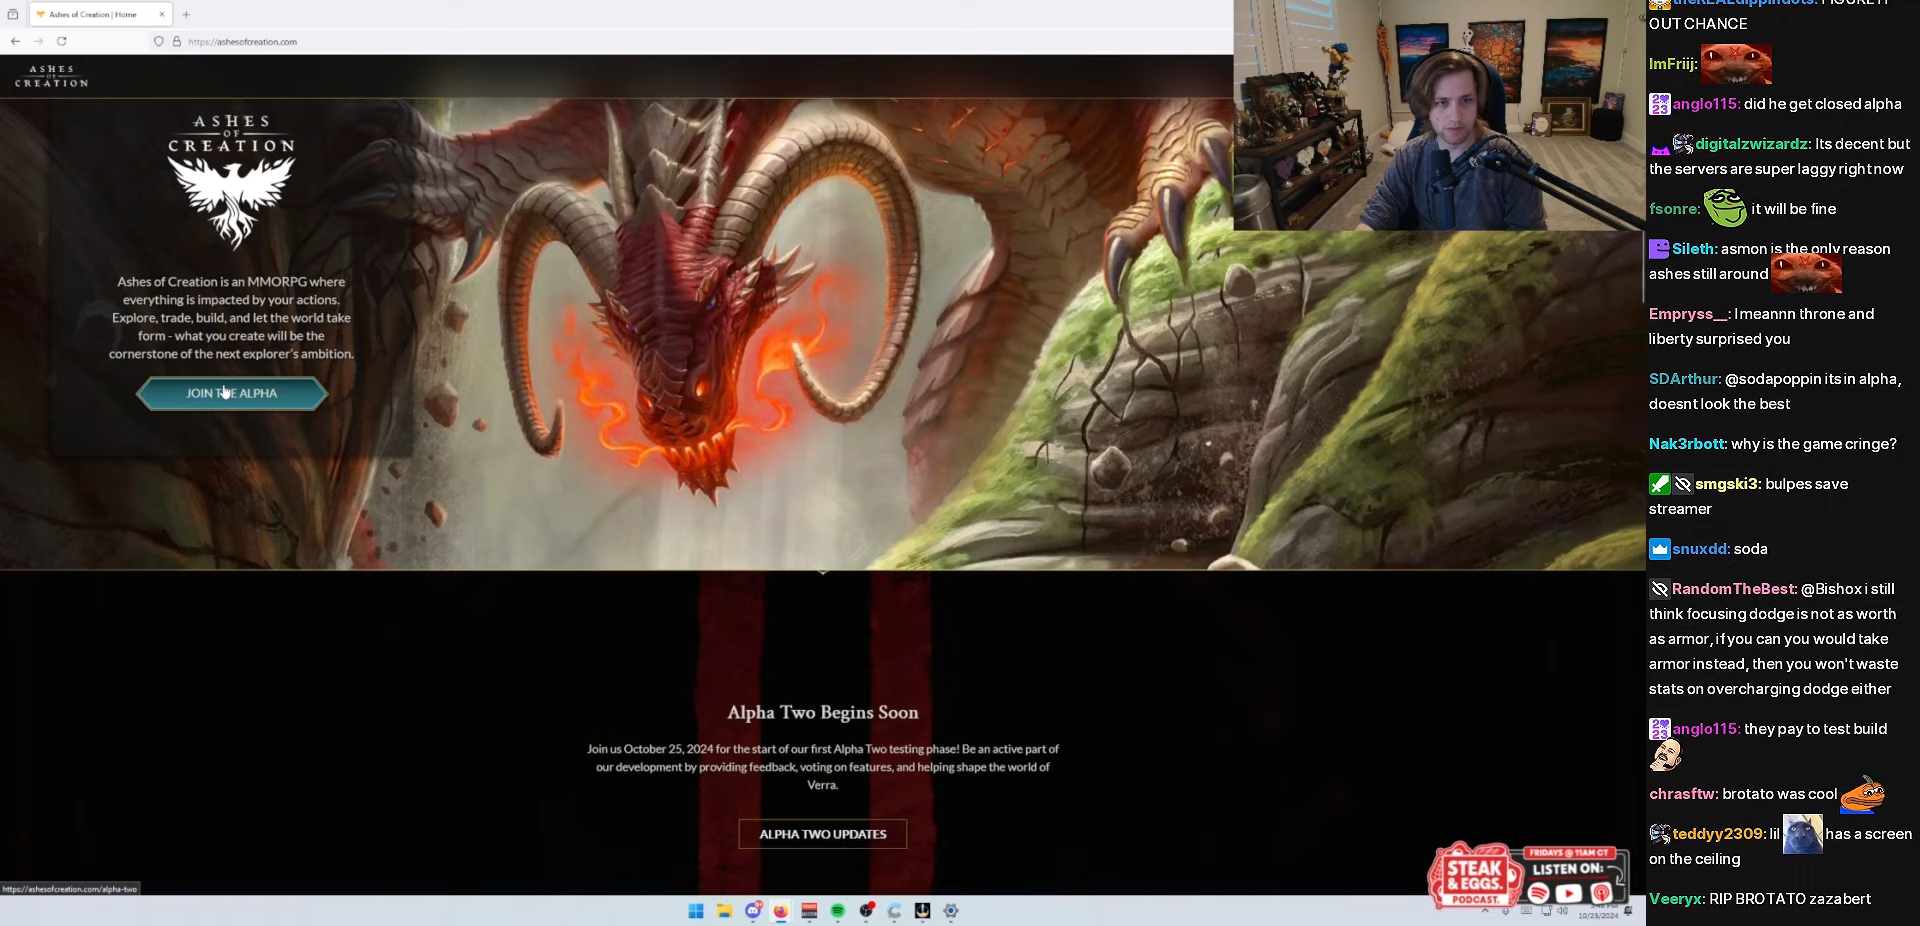 Ashes of Creation | Home
https://ashesofcreation.com
ASHES
OF
CREATION
ASHES
OF
CREATION
Ashes of Creation is an MMORPG where
everything is impacted by your actions.
Explore, trade, build, and let the world take
form - what you create will be the
cornerstone of the next explorer's ambition.
JOIN THE ALPHA
Alpha Two Begins Soon
Join us October 25, 2024 for the start of our first Alpha Two testing phase! Be an active part of
our development by providing feedback, voting on features, and helping shape the world of
Verra.
ALPHA TWO UPDATES
https://ashesofcreation.com/alpha-two
STEAK
& EGGS.
PODCAST.
FRIDAYS @ 11AM CT
LISTEN ON:
10/25/2024
OUT CHANCE
ImFriij:
anglo115: did he get closed alpha
digitalzwizardz: Its decent but
the servers are super laggy right now
fsonre: it will be fine
Sileth: asmon is the only reason
ashes still around
Empryss__: I meannn throne and
liberty surprised you
SDArthur: @sodapoppin its in alpha,
doesnt look the best
Nak3rbott: why is the game cringe?
smgski3: bulpes save
streamer
snuxdd: soda
RandomTheBest: @Bishox i still
think focusing dodge is not as worth
as armor, if you can you would take
armor instead, then you won't waste
stats on overcharging dodge either
anglo115: they pay to test build
chrasftw: brotato was cool
teddyy2309: lil has a screen
on the ceiling
Veeryx: RIP BROTATO zazabert